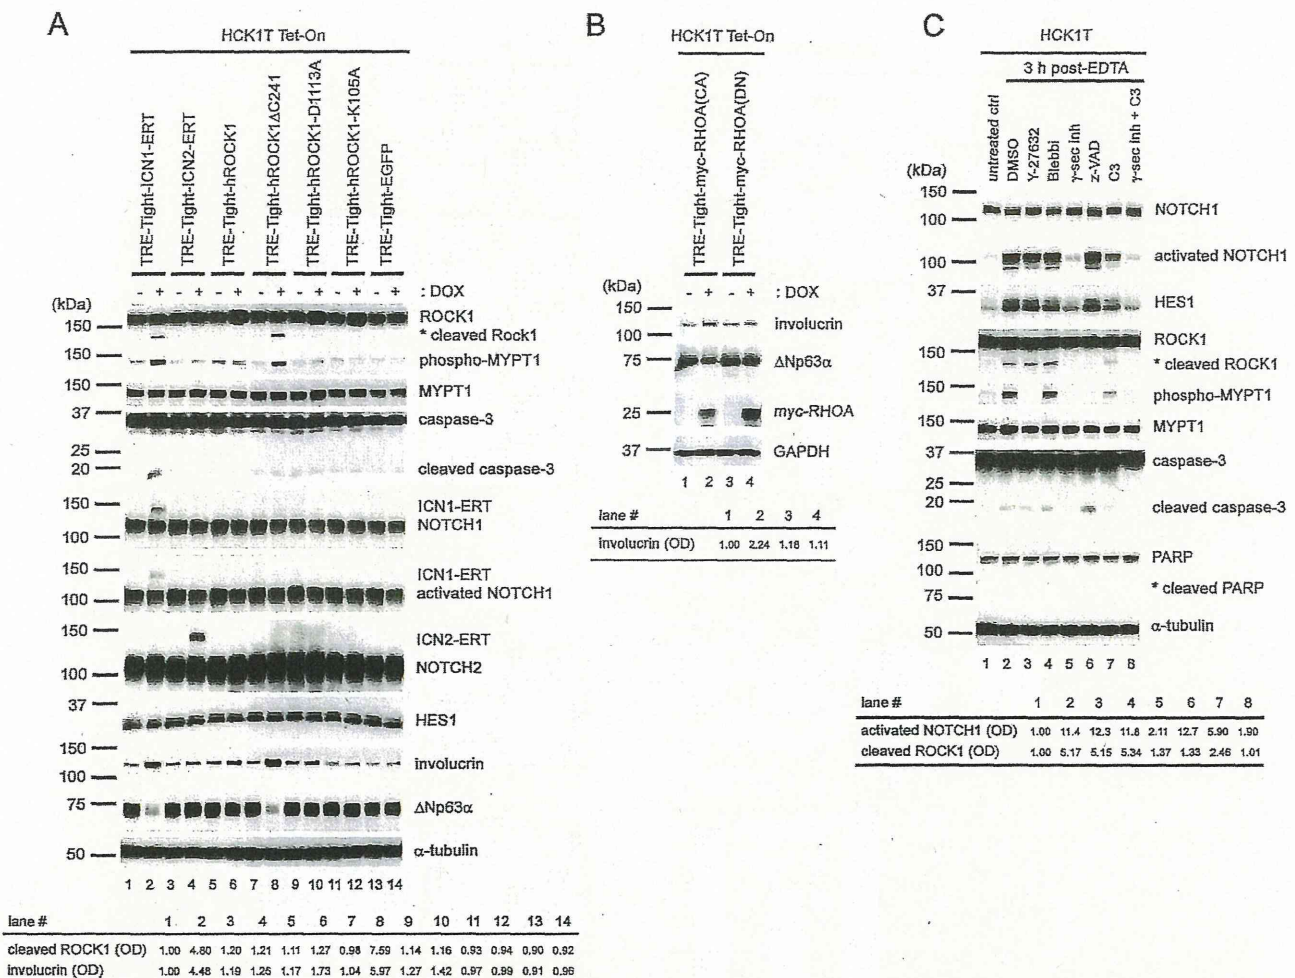 A
HCK1T Tet-On
TRE-Tight-ICN1-ERT
TRE-Tight-ICN2-ERT
TRE-Tight-hROCK1
TRE-Tight-hROCK1ΔC241
TRE-Tight-hROCK1-D1113A
TRE-Tight-hROCK1-K105A
TRE-Tight-EGFP
- + - + - + - + - + - + - + : DOX
(kDa)
ROCK1
150
* cleaved Rock1
150
phospho-MYPT1
150
MYPT1
37
caspase-3
25
20
cleaved caspase-3
150
ICN1-ERT
NOTCH1
100
150
ICN1-ERT
activated NOTCH1
100
150
ICN2-ERT
NOTCH2
100
37
HES1
150
involucrin
100
75
ΔNp63α
50
α-tubulin
1 2 3 4 5 6 7 8 9 10 11 12 13 14
lane # 1 2 3 4 5 6 7 8 9 10 11 12 13 14
cleaved ROCK1 (OD) 1.00 4.80 1.20 1.21 1.11 1.27 0.98 7.59 1.14 1.16 0.93 0.94 0.90 0.92
involucrin (OD) 1.00 4.48 1.19 1.26 1.17 1.73 1.04 5.97 1.27 1.42 0.97 0.99 0.91 0.96
B
HCK1T Tet-On
TRE-Tight-myc-RHOA(CA)
TRE-Tight-myc-RHOA(DN)
(kDa)
- + - + : DOX
150
involucrin
100
75
ΔNp63α
25
myc-RHOA
37
GAPDH
1 2 3 4
lane # 1 2 3 4
involucrin (OD) 1.00 2.24 1.18 1.11
C
HCK1T
3 h post-EDTA
untreated ctrl
DMSO
Y-27632
Blebbi
γ-sec inh
z-VAD
C3
γ-sec inh + C3
(kDa)
150
NOTCH1
100
activated NOTCH1
100
37
HES1
ROCK1
150
* cleaved ROCK1
150
phospho-MYPT1
150
MYPT1
37
caspase-3
25
20
cleaved caspase-3
150
PARP
100
* cleaved PARP
75
α-tubulin
50
1 2 3 4 5 6 7 8
lane # 1 2 3 4 5 6 7 8
activated NOTCH1 (OD) 1.00 11.4 12.3 11.8 2.11 12.7 5.90 1.90
cleaved ROCK1 (OD) 1.00 5.17 5.15 5.34 1.37 1.33 2.46 1.01